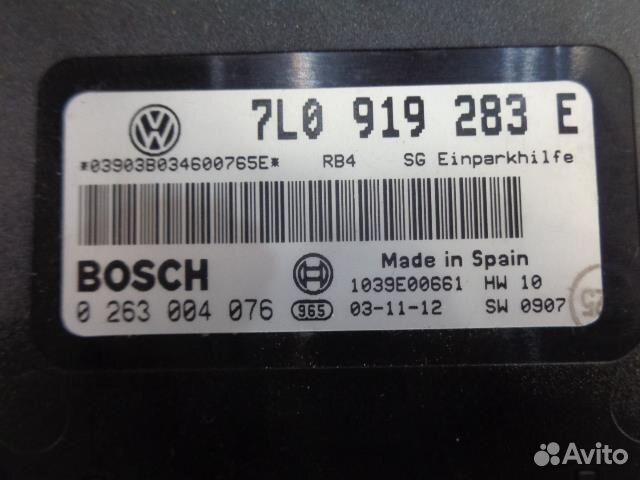 7L0 919 283 E
*03903B034600765E* RB4 SG Einparkhilfe
BOSCH
Made in Spain
1039E00661 HW 10
0 263 004 076 965 03-11-12 SW 0907
Avito